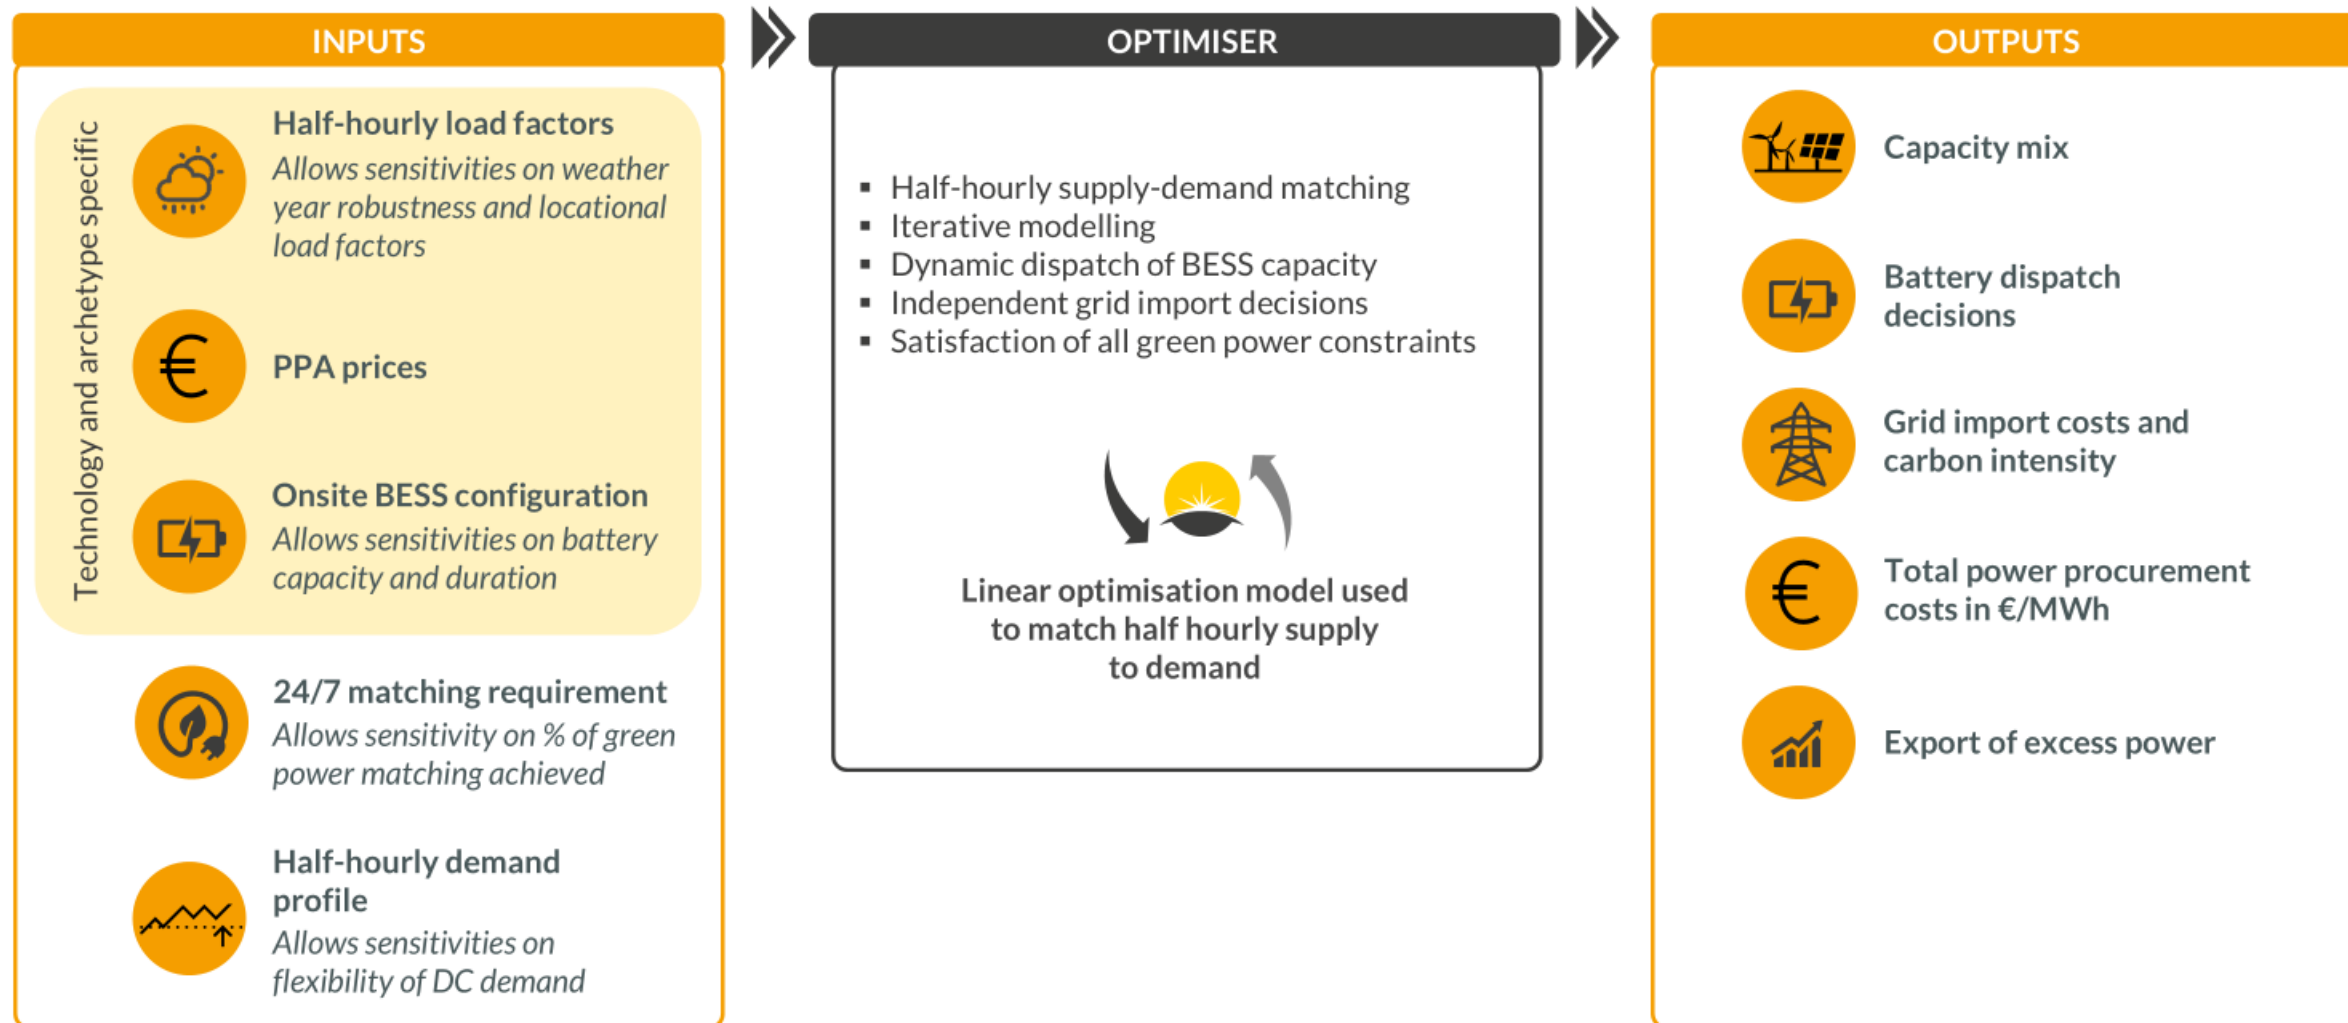 INPUTS
Technology and archetype specific
Half-hourly load factors
Allows sensitivities on weather
year robustness and locational
load factors
€
PPA prices
Onsite BESS configuration
Allows sensitivities on battery
capacity and duration
24/7 matching requirement
Allows sensitivity on % of green
power matching achieved
Half-hourly demand
profile
Allows sensitivities on
flexibility of DC demand
OPTIMISER
▪ Half-hourly supply-demand matching
▪ Iterative modelling
▪ Dynamic dispatch of BESS capacity
▪ Independent grid import decisions
▪ Satisfaction of all green power constraints
Linear optimisation model used
to match half hourly supply
to demand
OUTPUTS
Capacity mix
Battery dispatch
decisions
Grid import costs and
carbon intensity
€
Total power procurement
costs in €/MWh
Export of excess power